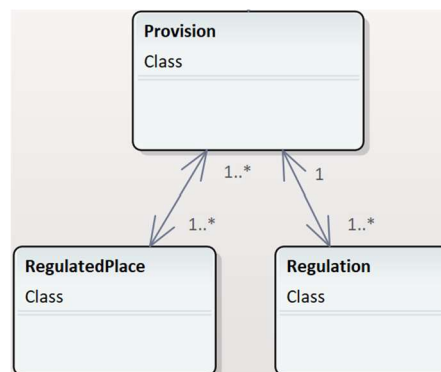 Provision
Class
1..*
1
1..*
1..*
RegulatedPlace
Class
Regulation
Class